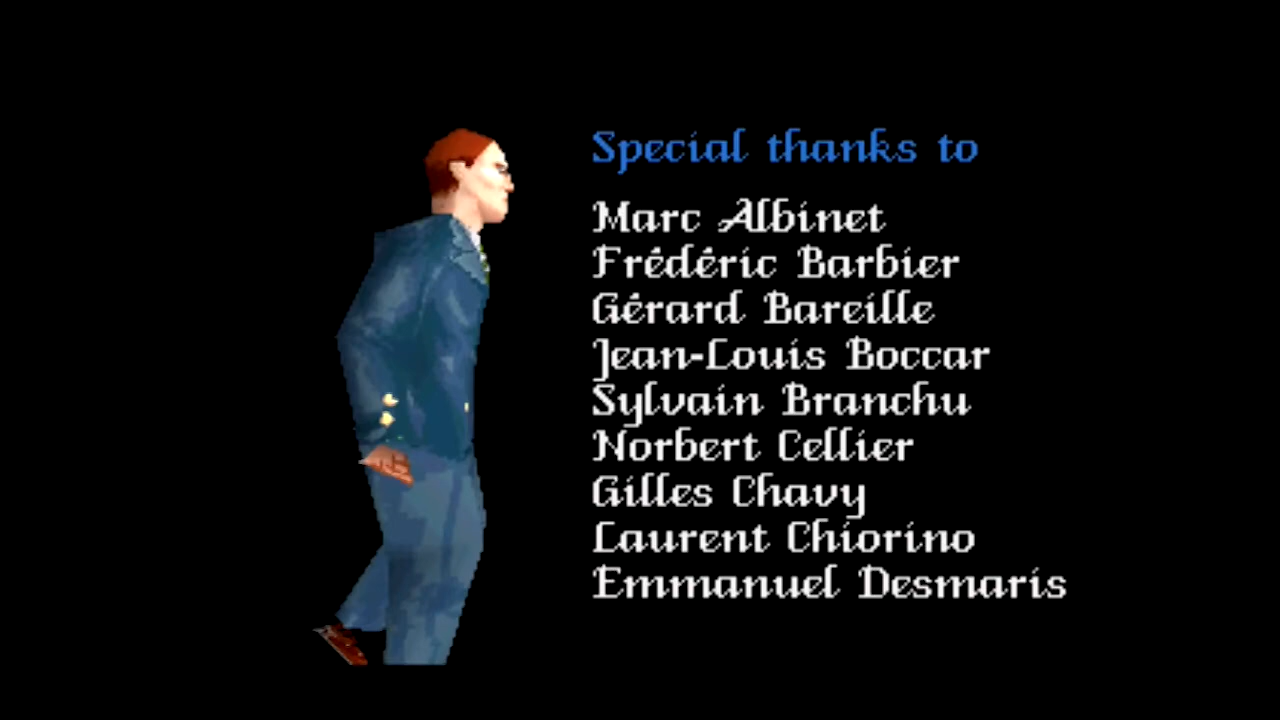 Special thanks to
Marc Albinet
Frédéric Barbier
Gérard Bareille
Jean-Louis Boccar
Sylvain Branchu
Norbert Cellier
Gilles Chavy
Laurent Chiorino
Emmanuel Desmaris